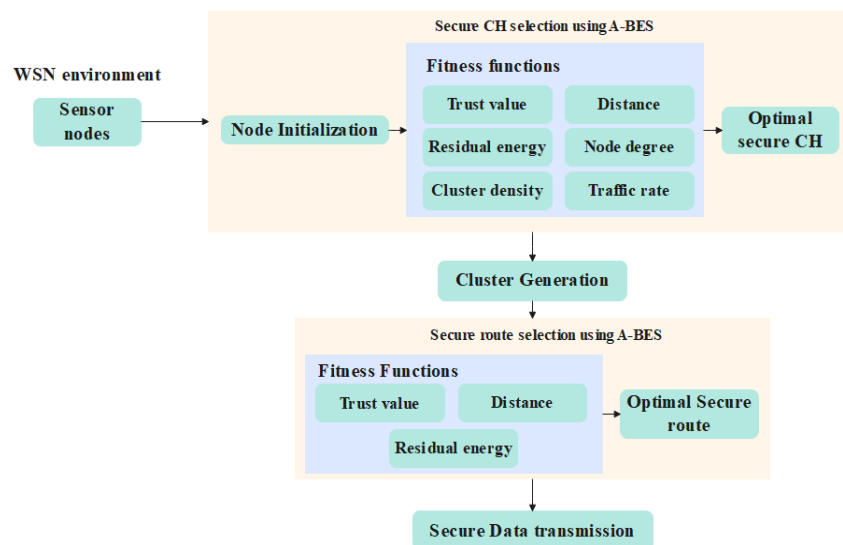 Secure CH selection using A-BES
WSN environment
Sensor
nodes
Node Initialization
Fitness functions
Trust value
Distance
Residual energy
Node degree
Cluster density
Traffic rate
Optimal
secure CH
Cluster Generation
Secure route selection using A-BES
Fitness Functions
Trust value
Distance
Residual energy
Optimal Secure
route
Secure Data transmission